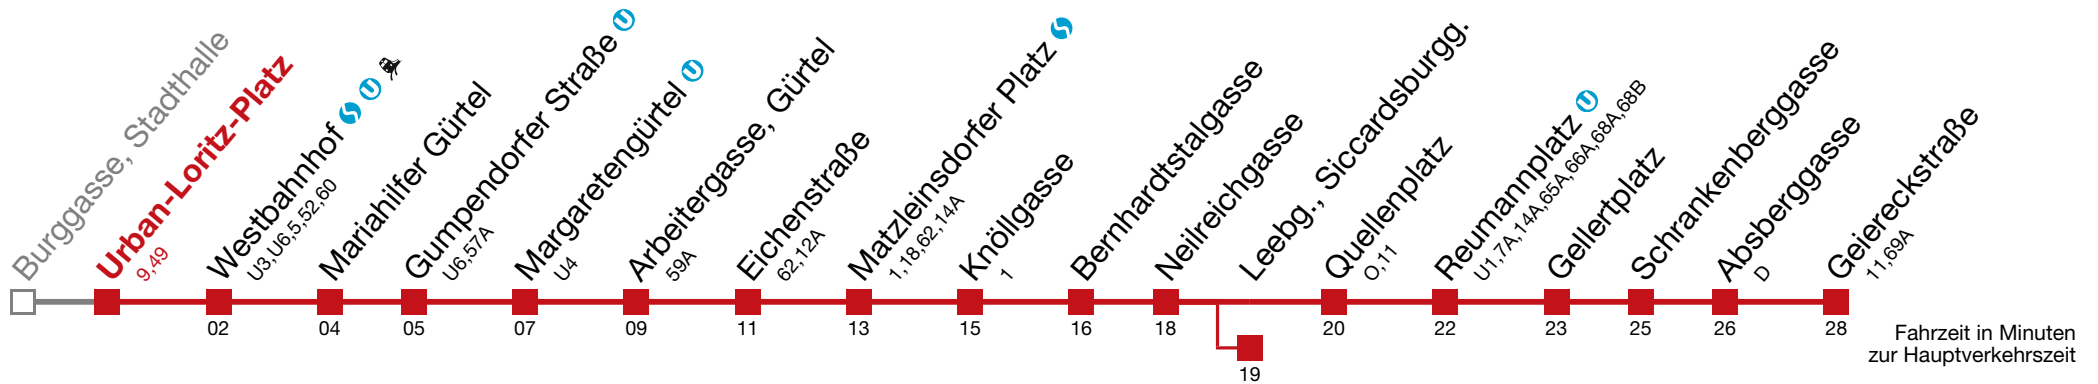 Burggasse, Stadthalle
Urban-Loritz-Platz
9,49
Westbahnhof
U3,U6,5,52,60
Mariahilfer Gürtel
Gumpendorfer Straße U
U6,57A
Margaretengürtel U
U4
Arbeitergasse, Gürtel
59A
Eichenstraße
62,12A
Matzleinsdorfer Platz
1,18,62,14A
Knöllgasse
1
Bernhardtstalgasse
Neilreichgasse
Leebg., Siccardsburgg.
Quellenplatz
O,11
Reumannplatz U
U1,7A,14A,65A,66A,68A,68B
Gellertplatz
Schrankenberggasse
Absberggasse
D
Geiereckstraße
11,69A
02 04 05 07 09 11 13 15 16 18 20 22 23 25 26 28
19
Fahrzeit in Minuten
zur Hauptverkehrszeit